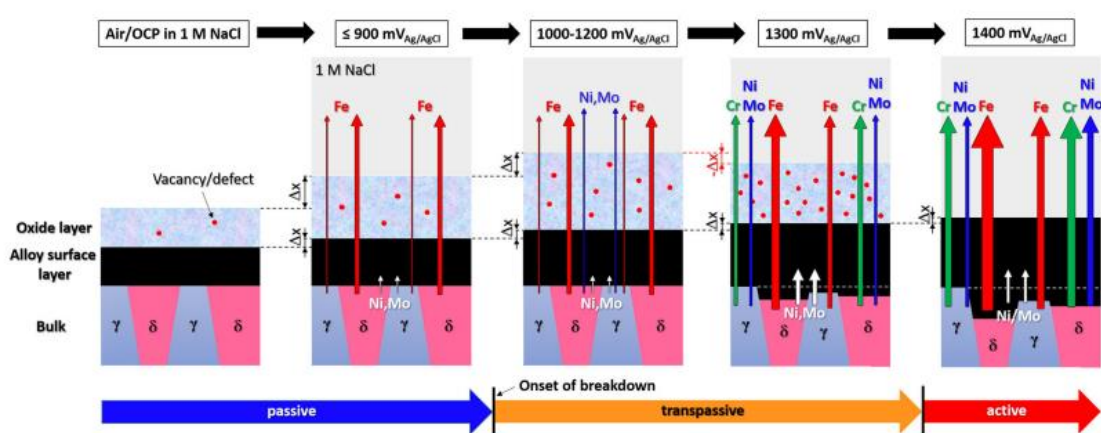 Air/OCP in 1 M NaCl
≤ 900 mVAg/AgCl
1000-1200 mVAg/AgCl
1300 mVAg/AgCl
1400 mVAg/AgCl
1 M NaCl
Fe Fe
Fe Ni,Mo Fe
Cr Ni Mo Fe Fe Cr Ni Mo
Cr Ni Mo Fe Fe Cr Ni Mo
Vacancy/defect
Δx
Δx
-Δx
Oxide layer
Δx
Δx
Δx
Δx
Alloy surface
layer
Ni,Mo
Ni,Mo
Ni,Mo
Ni/Mo
Bulk
γ δ γ δ
γ δ γ δ
γ δ γ δ
γ δ γ δ
γ δ γ δ
Onset of breakdown
passive
transpassive
active